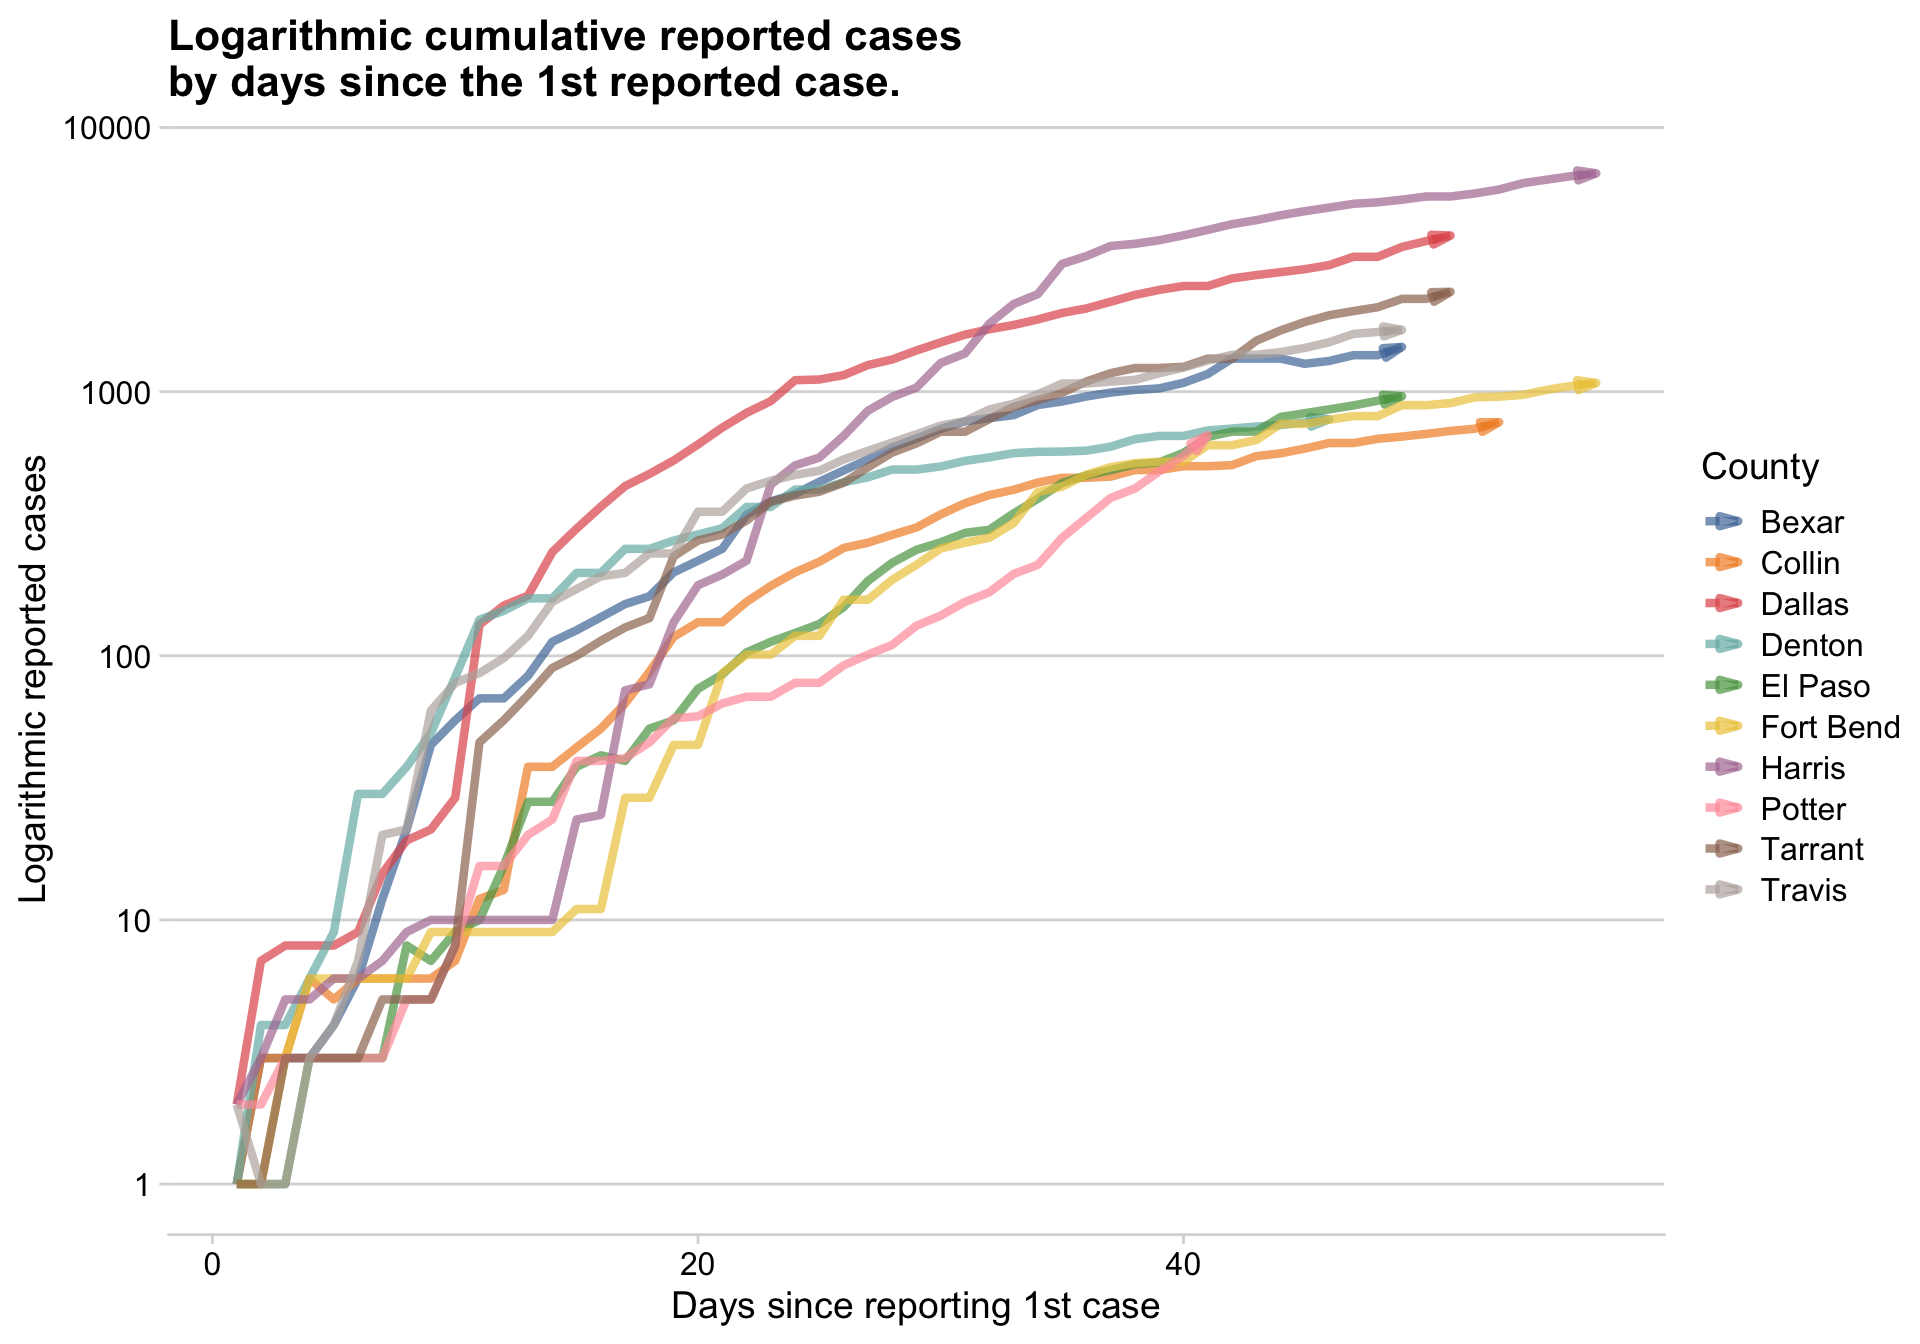 Logarithmic cumulative reported cases
by days since the 1st reported case.
Logarithmic reported cases
10000
1000
100
10
1
0
20
40
Days since reporting 1st case
County
Bexar
Collin
Dallas
Denton
El Paso
Fort Bend
Harris
Potter
Tarrant
Travis